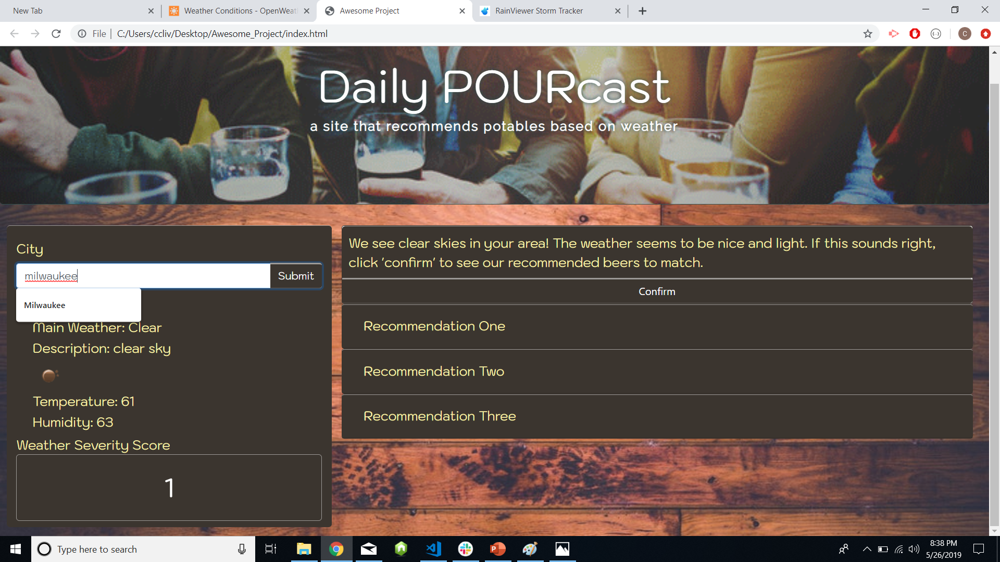 New Tab
Weather Conditions - OpenWeat
Awesome Project
RainViewer Storm Tracker
File
C:/Users/ccliv/Desktop/Awesome_Project/index.html
C
Daily POURcast
a site that recommends potables based on weather
City
milwaukee
Submit
Milwaukee
Main Weather: Clear
Description: clear sky
Temperature: 61
Humidity: 63
Weather Severity Score
1
We see clear skies in your area! The weather seems to be nice and light. If this sounds right,
click 'confirm' to see our recommended beers to match.
Confirm
Recommendation One
Recommendation Two
Recommendation Three
Type here to search
8:38 PM
5/26/2019